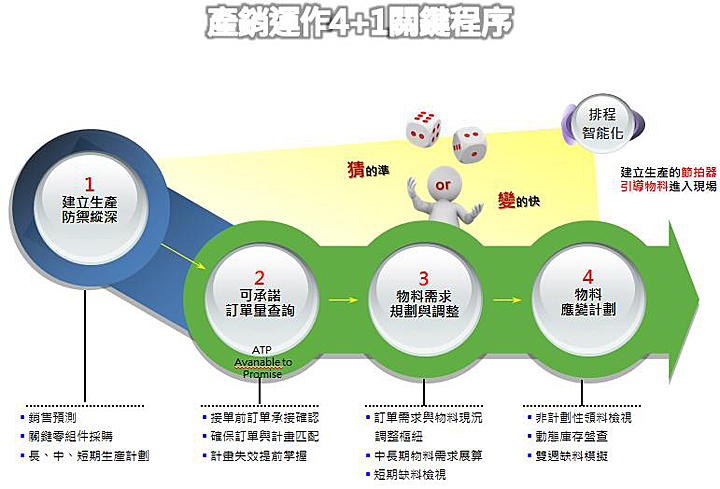 產銷運作4+1關鍵程序
排程
智能化
猜的準
or
變的快
建立生產的節拍器
引導物料進入現場
1
建立生產
防禦縱深
2
可承諾
訂單量查詢
ATP
Avanable to
Promise
3
物料需求
規劃與調整
4
物料
應變計劃
銷售預測
關鍵零組件採購
長、中、短期生產計劃
接單前訂單承接確認
確保訂單與計畫匹配
計畫失效提前掌握
訂單需求與物料現況
調整樞紐
中長期物料需求展算
短期缺料檢視
非計劃性領料檢視
動態庫存盤查
雙週缺料模擬